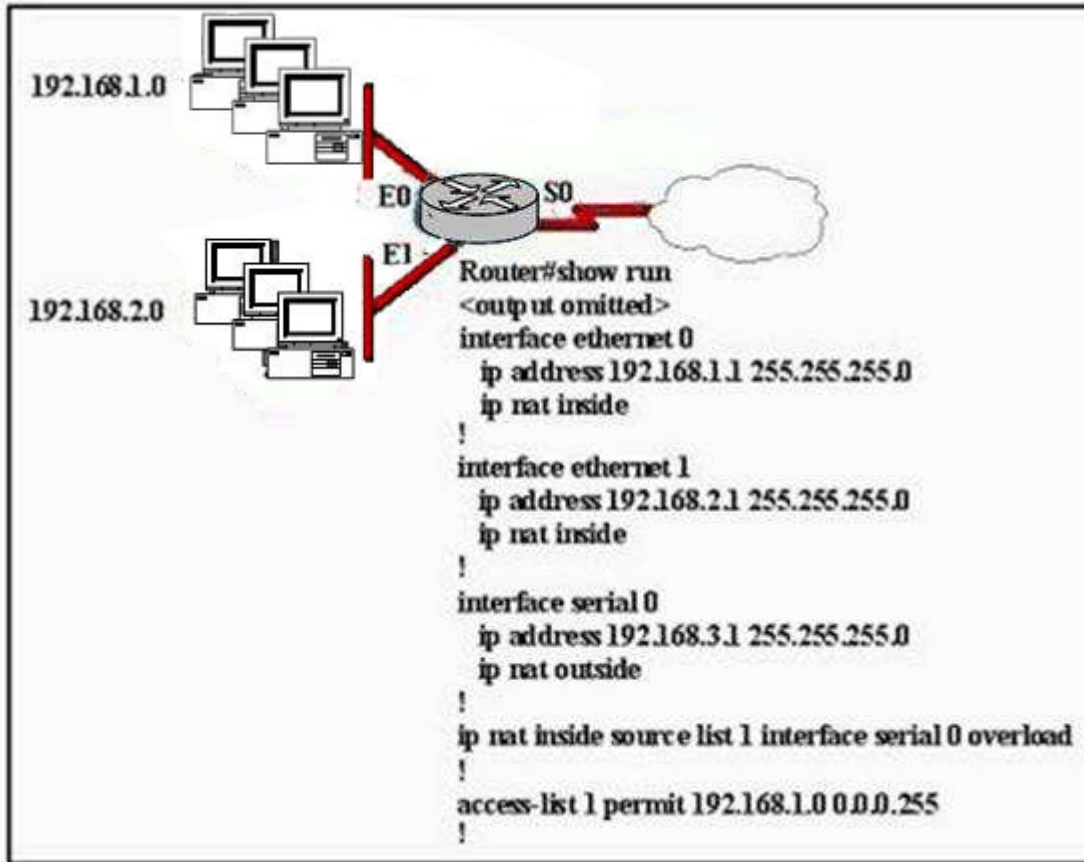 192.168.1.0
E0
S0
E1
192.168.2.0
Router#show run
<output omitted>
interface ethernet 0
ip address 192.168.1.1 255.255.255.0
ip nat inside
!
interface ethernet 1
ip address 192.168.2.1 255.255.255.0
ip nat inside
!
interface serial 0
ip address 192.168.3.1 255.255.255.0
ip nat outside
!
ip nat inside source list 1 interface serial 0 overload
!
access-list 1 permit 192.168.1.0 0.0.0.255
!